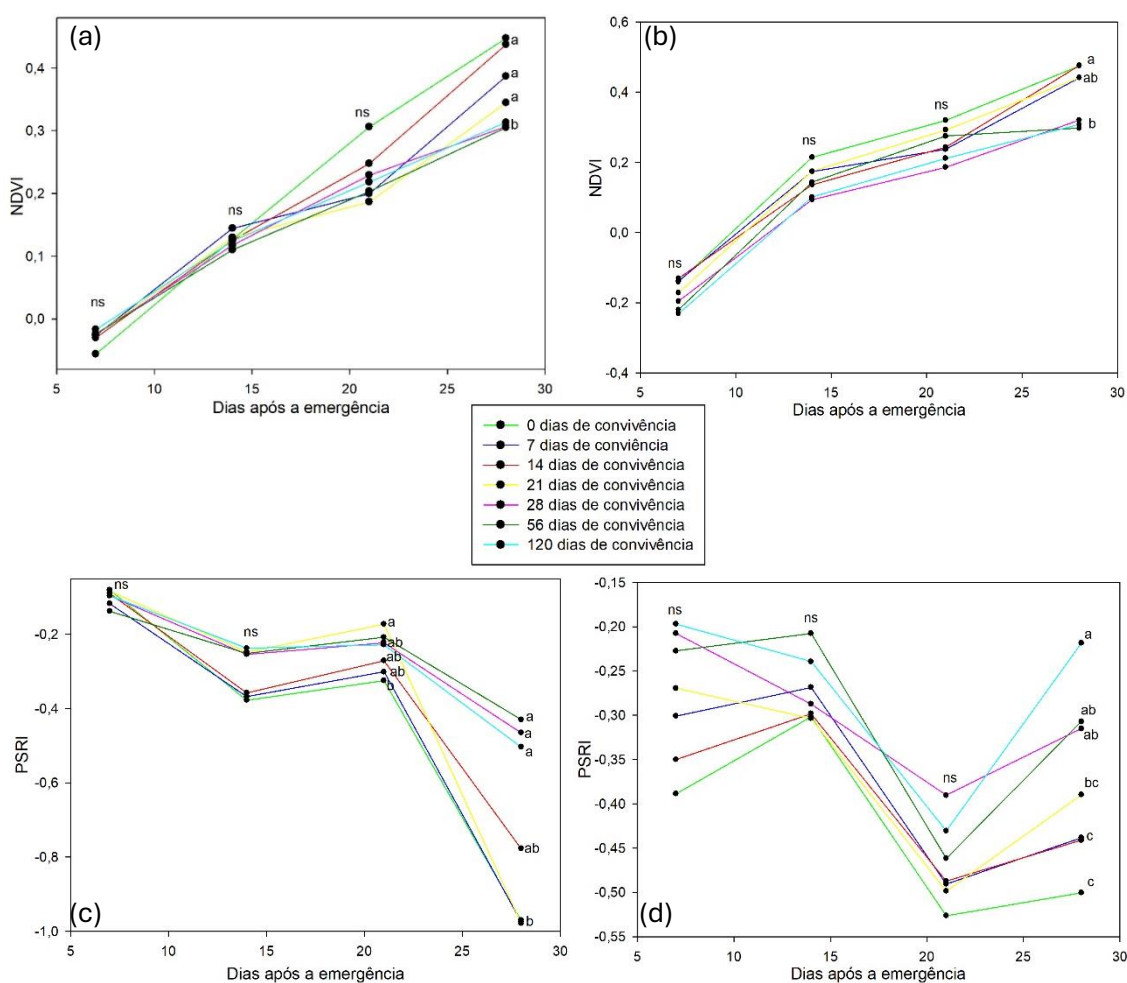 (a)
NDVI
0,4
0,3
0,2
0,1
0,0
ns
ns
ns
a
a
a
b
5 10 15 20 25 30
Dias após a emergência
(b)
NDVI
0,6
0,4
0,2
0,0
-0,2
-0,4
ns
ns
ns
a
ab
b
5 10 15 20 25 30
Dias após a emergência
0 dias de convivência
7 dias de convivência
14 dias de convivência
21 dias de convivência
28 dias de convivência
56 dias de convivência
120 dias de convivência
(c)
PSRI
-0,2
-0,4
-0,6
-0,8
-1,0
ns
ns
a
ab
ab
ab
b
a
a
a
ab
b
5 10 15 20 25 30
Dias após a emergência
(d)
PSRI
-0,15
-0,20
-0,25
-0,30
-0,35
-0,40
-0,45
-0,50
-0,55
ns
ns
ns
a
ab
ab
bc
c
c
5 10 15 20 25 30
Dias após a emergência